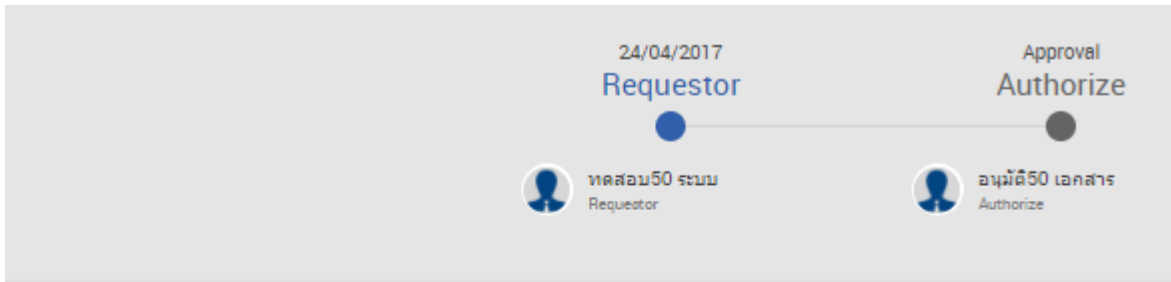 24/04/2017
Requestor
Approval
Authorize
ทดสอบ50 ระบบ
Requestor
อนุมัติ50 เอกสาร
Authorize